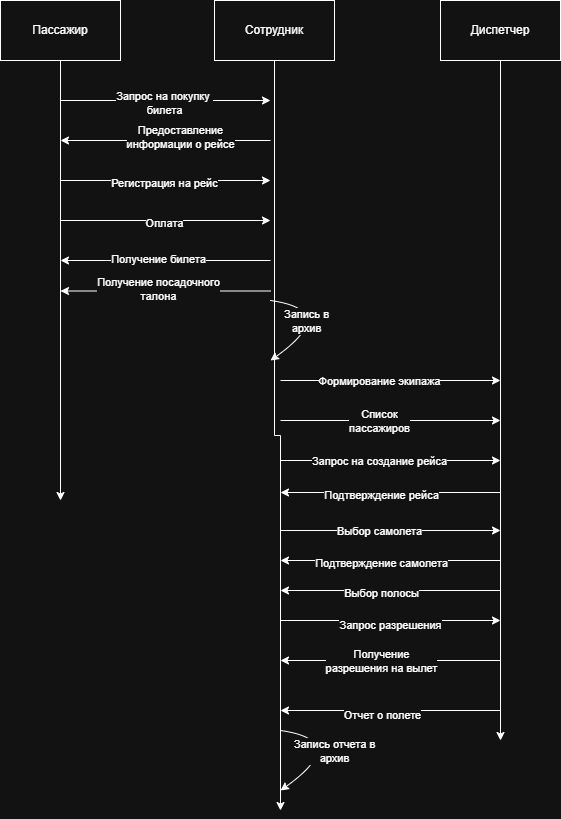 Пассажир
Сотрудник
Диспетчер
Запрос на покупку
билета
Предоставление
информации о рейсе
Регистрация на рейс
Оплата
Получение билета
Получение посадочного
талона
Запись в
архив
Формирование экипажа
Список
пассажиров
Запрос на создание рейса
Подтверждение рейса
Выбор самолета
Подтверждение самолета
Выбор полосы
Запрос разрешения
Получение
разрешения на вылет
Отчет о полете
Запись отчета в
архив